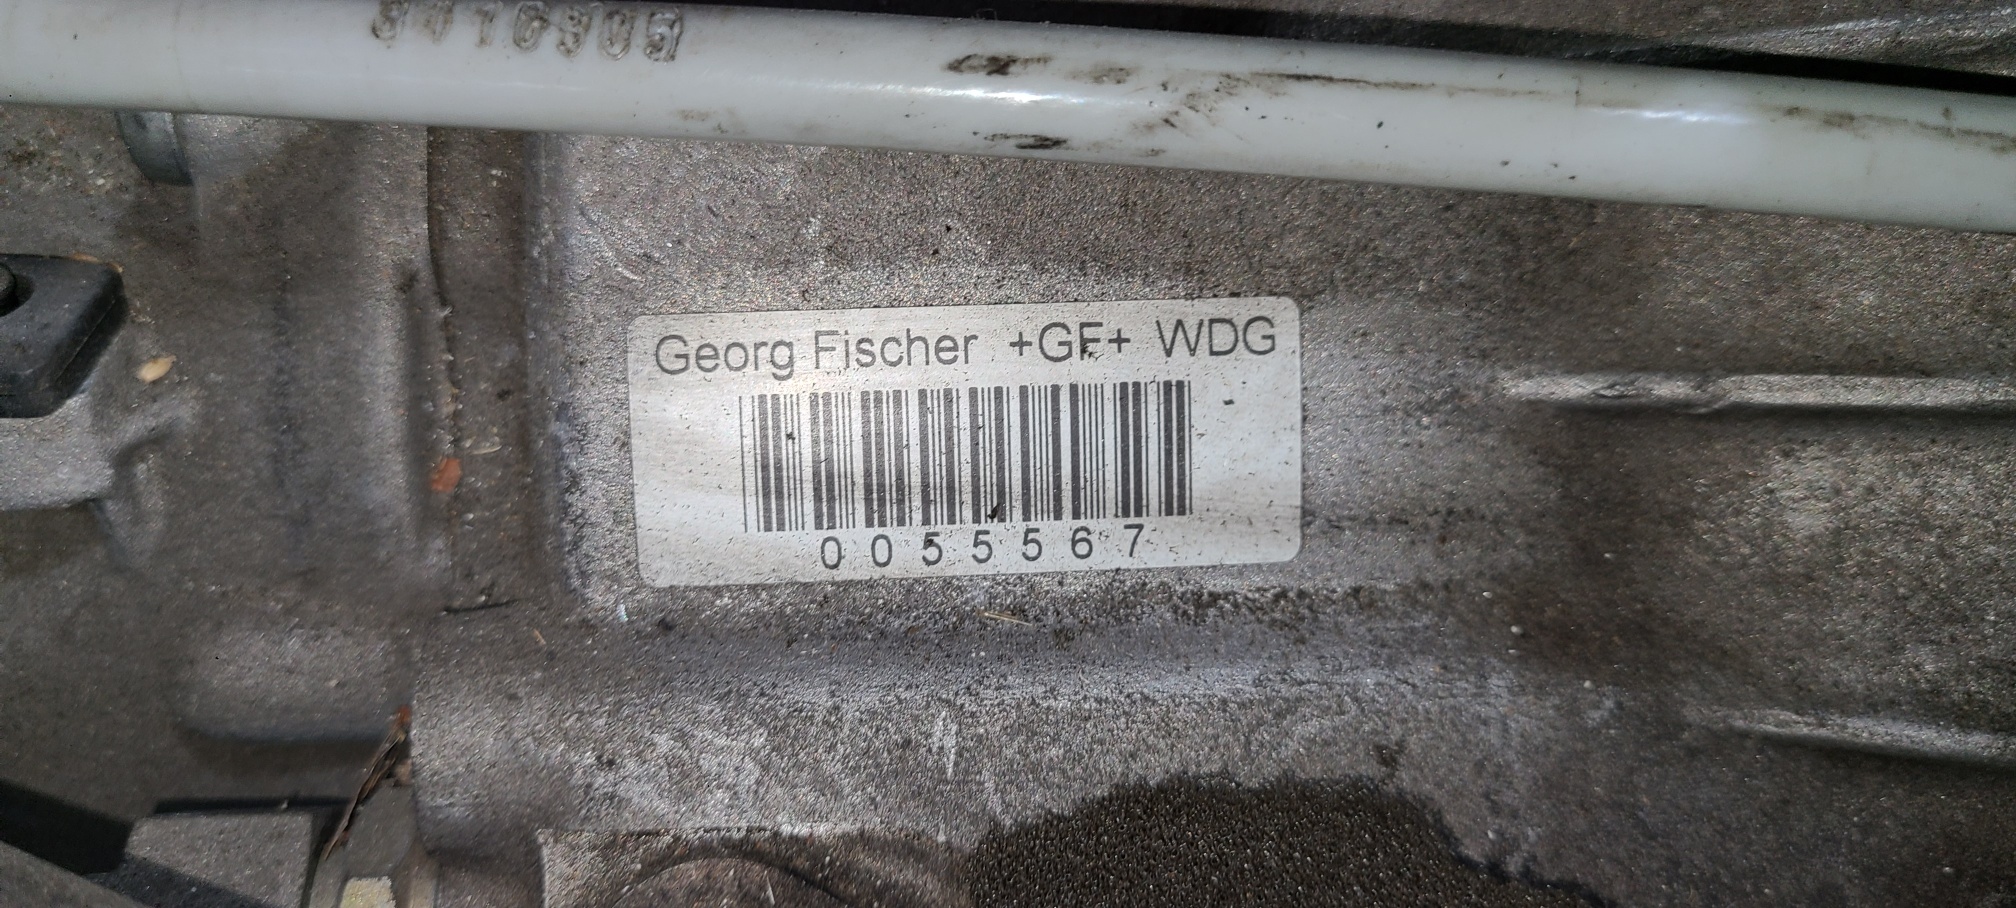 Georg Fischer +GF+ WDG
0055567